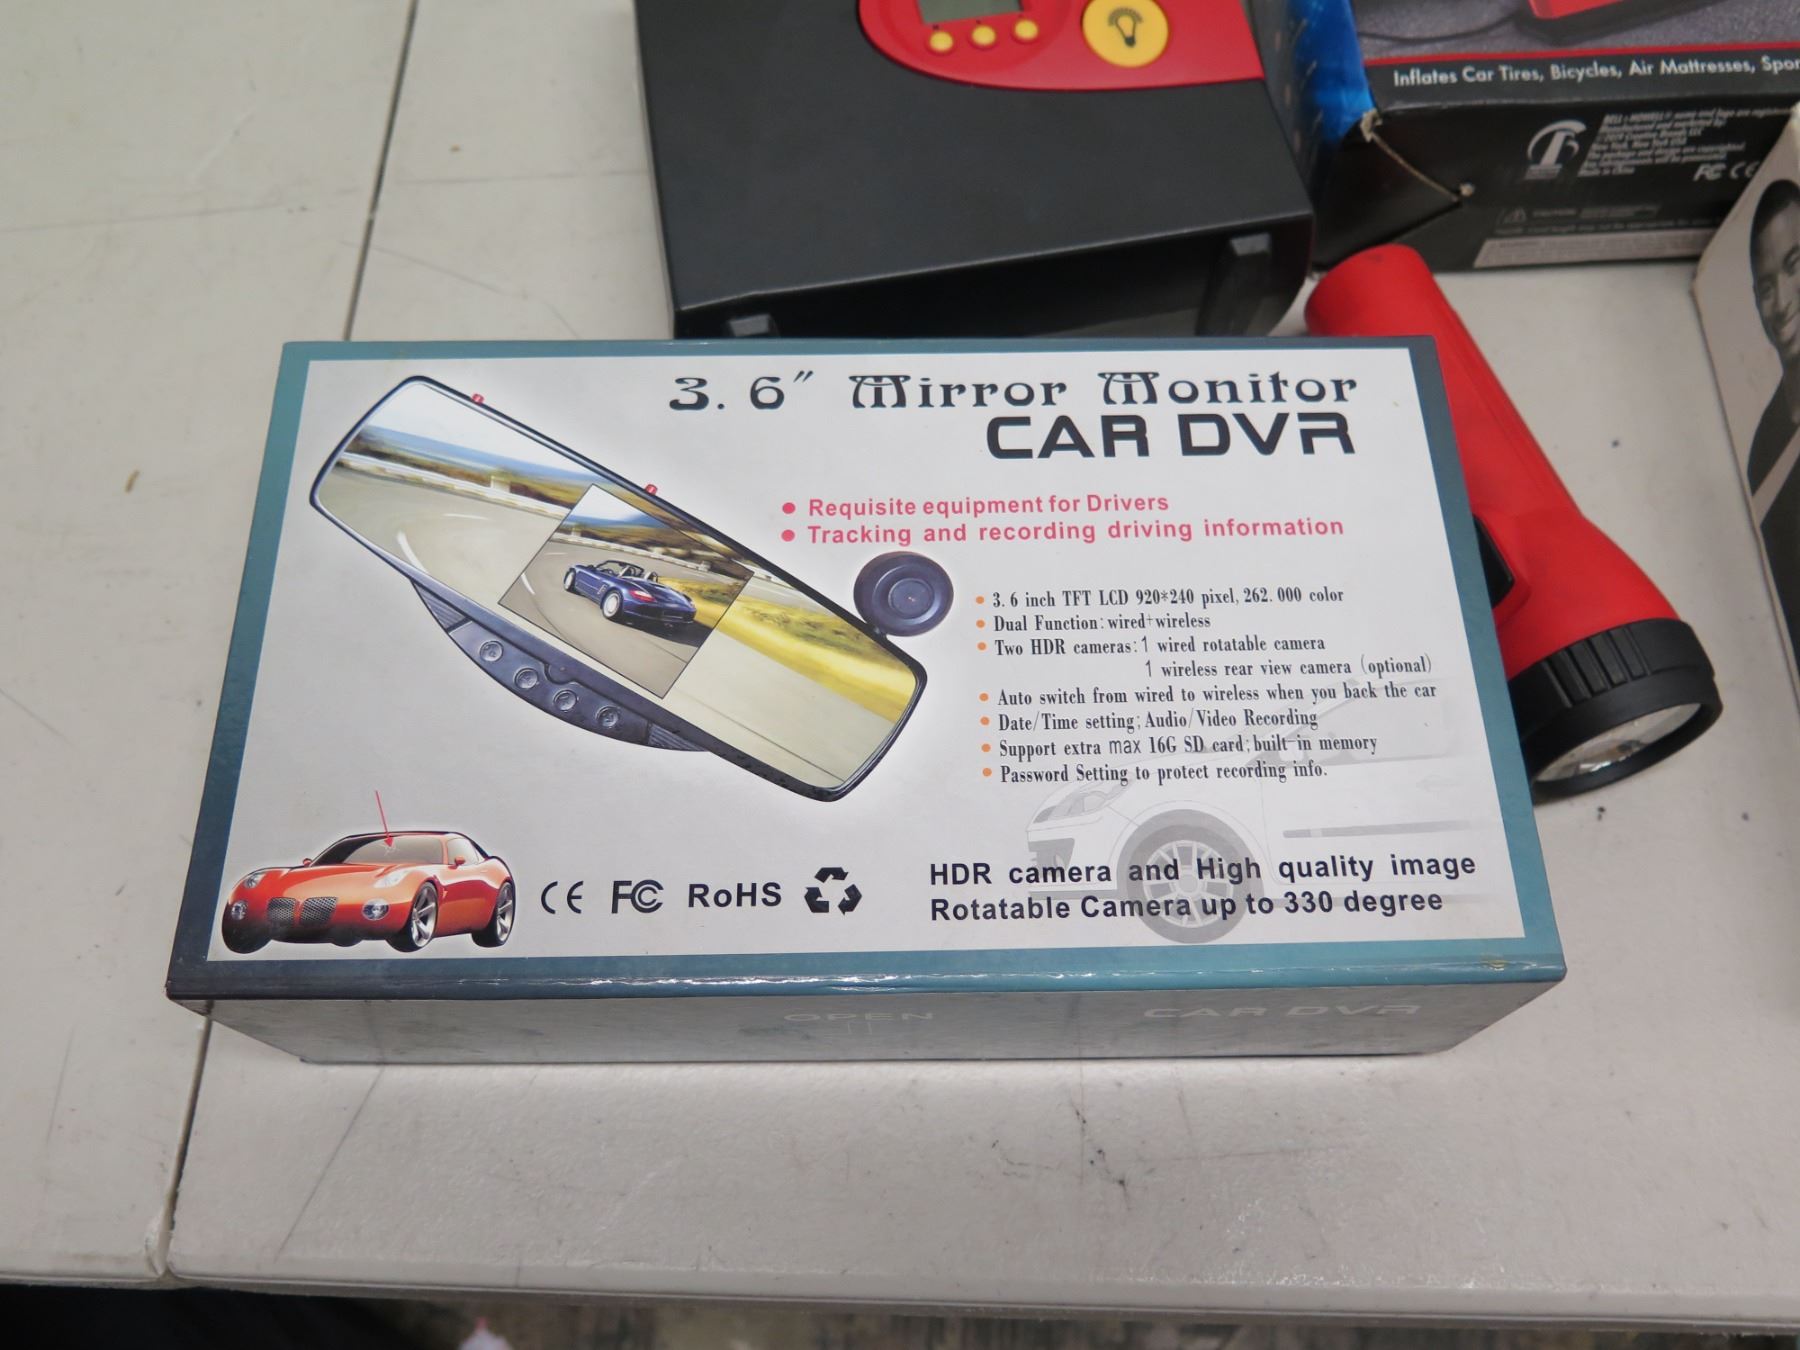 Inflates Car Tires, Bicycles, Air Mattresses, Spor
Made in China
FC CE
3. 6″ Mirror Monitor
CAR DVR
Requisite equipment for Drivers
Tracking and recording driving information
3. 6 inch TFT LCD 920*240 pixel, 262. 000 color
Dual Function: wired+wireless
Two HDR cameras: 1 wired rotatable camera
1 wireless rear view camera (optional)
Auto switch from wired to wireless when you back the car
Date/Time setting; Audio/Video Recording
Support extra max 16G SD card; built-in memory
Password Setting to protect recording info.
CE FC RoHS
HDR camera and High quality image
Rotatable Camera up to 330 degree
OPEN
CAR DVR